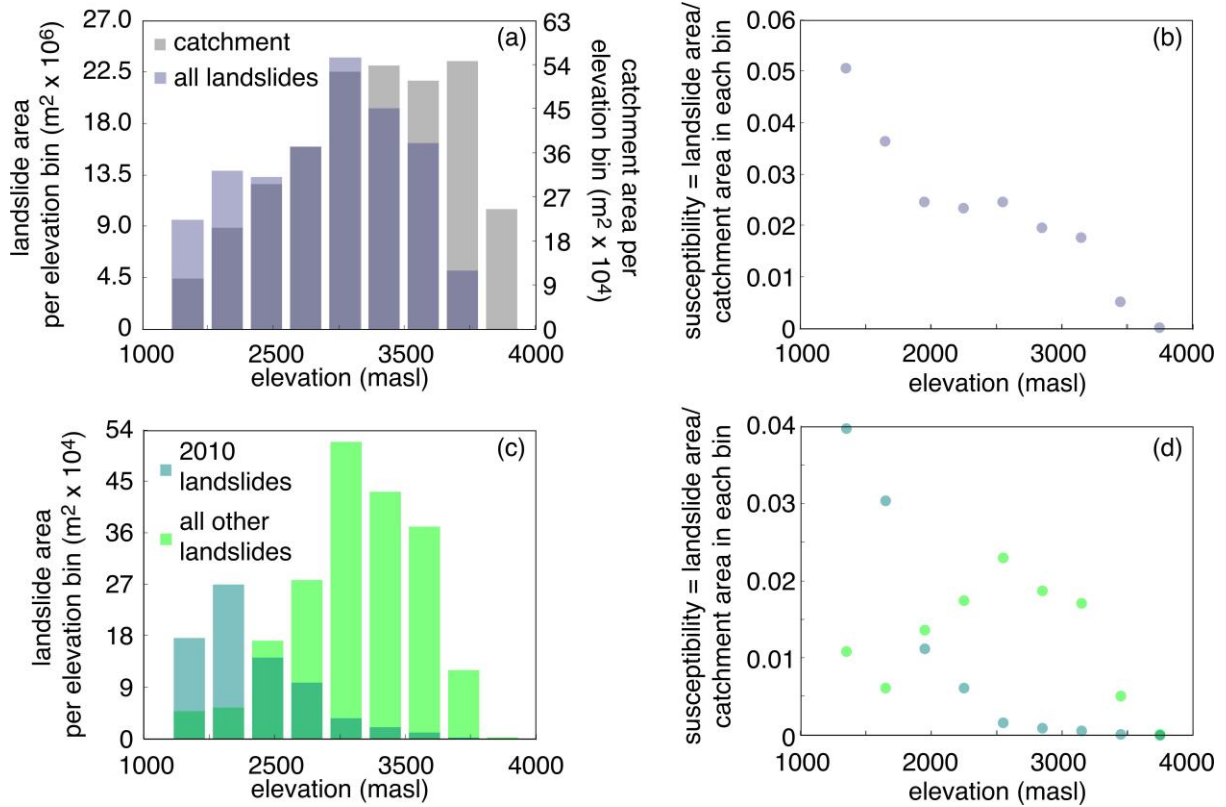 (a)
catchment
all landslides
landslide area
per elevation bin (m² x 10⁶)
27.0
22.5
18.0
13.5
9.0
4.5
0
63
54
45
36
27
18
9
0
catchment area per
elevation bin (m² x 10⁴)
1000 2500 3500 4000
elevation (masl)
(b)
susceptibility = landslide area/
catchment area in each bin
0.06
0.05
0.04
0.03
0.02
0.01
0
1000 2000 3000 4000
elevation (masl)
(c)
2010
landslides
all other
landslides
landslide area
per elevation bin (m² x 10⁴)
54
45
36
27
18
9
0
1000 2500 3500 4000
elevation (masl)
(d)
susceptibility = landslide area/
catchment area in each bin
0.04
0.03
0.02
0.01
0
1000 2000 3000 4000
elevation (masl)